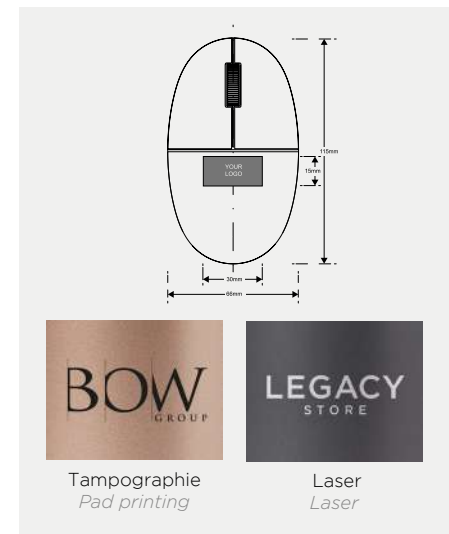 YOUR
LOGO
115mm
15mm
30mm
66mm
BOW
GROUP
LEGACY
STORE
Tampographie
Pad printing
Laser
Laser